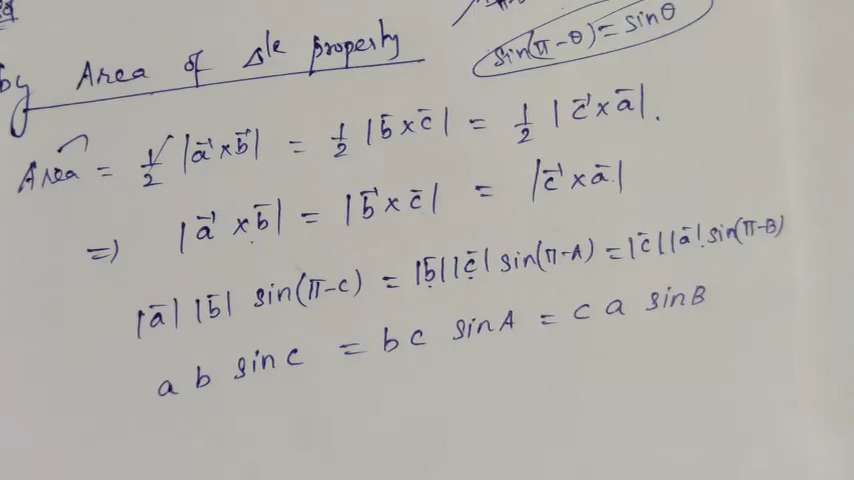 sin(π-θ) = sinθ
by Area of Δle property
Area = 1/2 |a⃗ × b⃗| = 1/2 |b̄ × c̄| = 1/2 |c⃗ × ā|.
⇒ |a⃗ × b̄| = |b⃗ × c̄| = |c⃗ × ā|
|ā| |b̄| sin(π-C) = |b̄| |c̄| sin(π-A) = |c̄| |ā| sin(π-B)
a b sin C = b c sin A = c a sin B